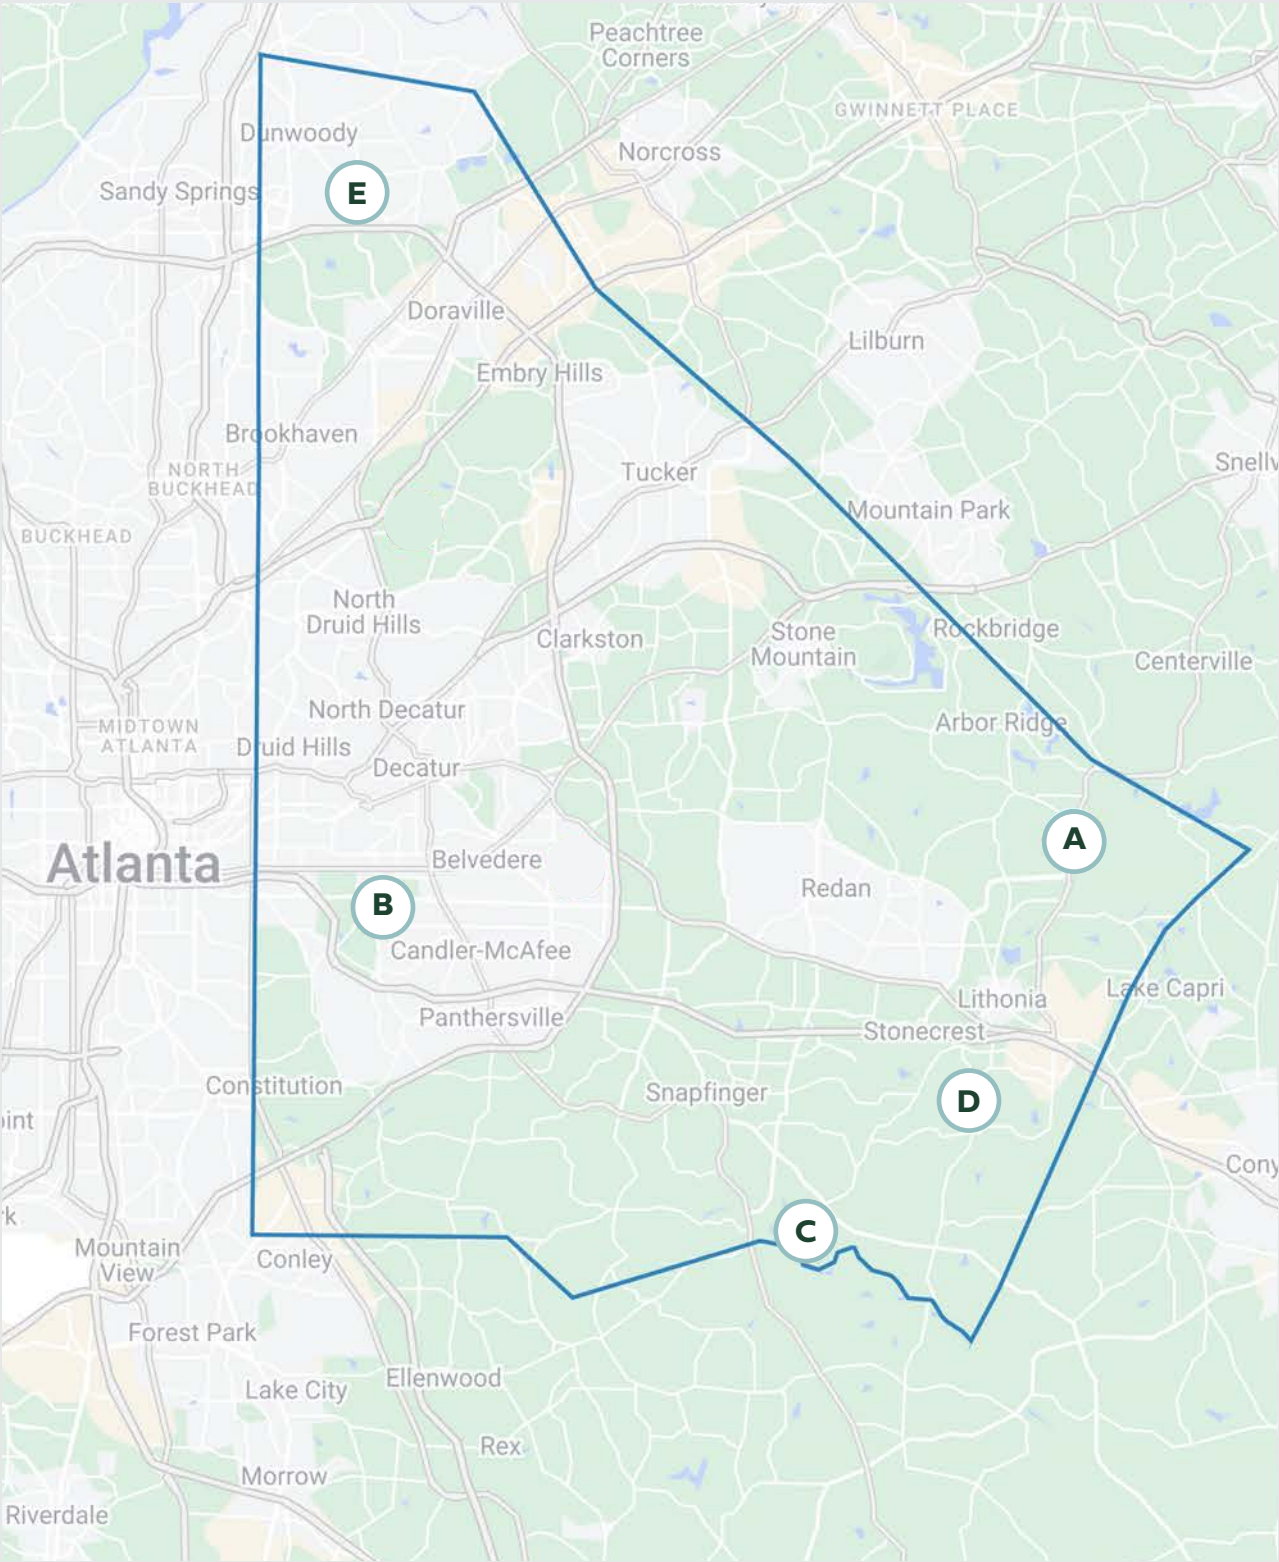 Peachtree
Corners
GWINNETT PLACE
Dunwoody
Norcross
Sandy Springs
E
Doraville
Lilburn
Embry Hills
Brookhaven
NORTH
BUCKHEAD
Tucker
Snellv
Mountain Park
BUCKHEAD
North
Druid Hills
Clarkston
Stone
Mountain
Rockbridge
Centerville
North Decatur
Arbor Ridge
MIDTOWN
ATLANTA
Druid Hills
Decatur
A
Atlanta
Belvedere
Redan
B
Candler-McAfee
Lake Capri
Lithonia
Panthersville
Stonecrest
Constitution
Snapfinger
D
oint
Cony
rk
C
Mountain
View
Conley
Forest Park
Ellenwood
Lake City
Rex
Morrow
Riverdale